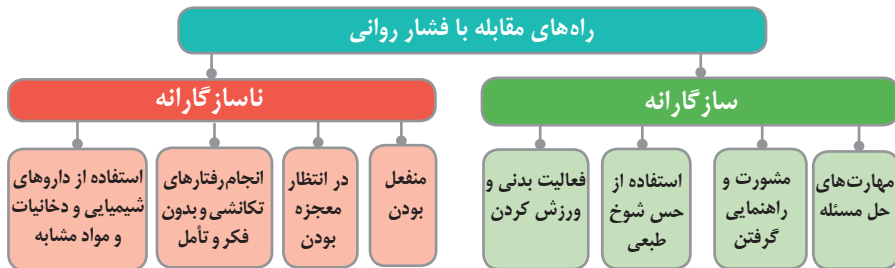 راه‌های مقابله با فشار روانی
سازگارانه
مهارت‌های
حل مسئله
مشورت و
راهنمایی
گرفتن
استفاده از
حس شوخ
طبعی
فعالیت بدنی و
ورزش کردن
ناسازگارانه
منفعل
بودن
در انتظار
معجزه
بودن
انجام رفتارهای
تکانشی و بدون
فکر و تأمل
استفاده از داروهای
شیمیایی و دخانیات
و مواد مشابه